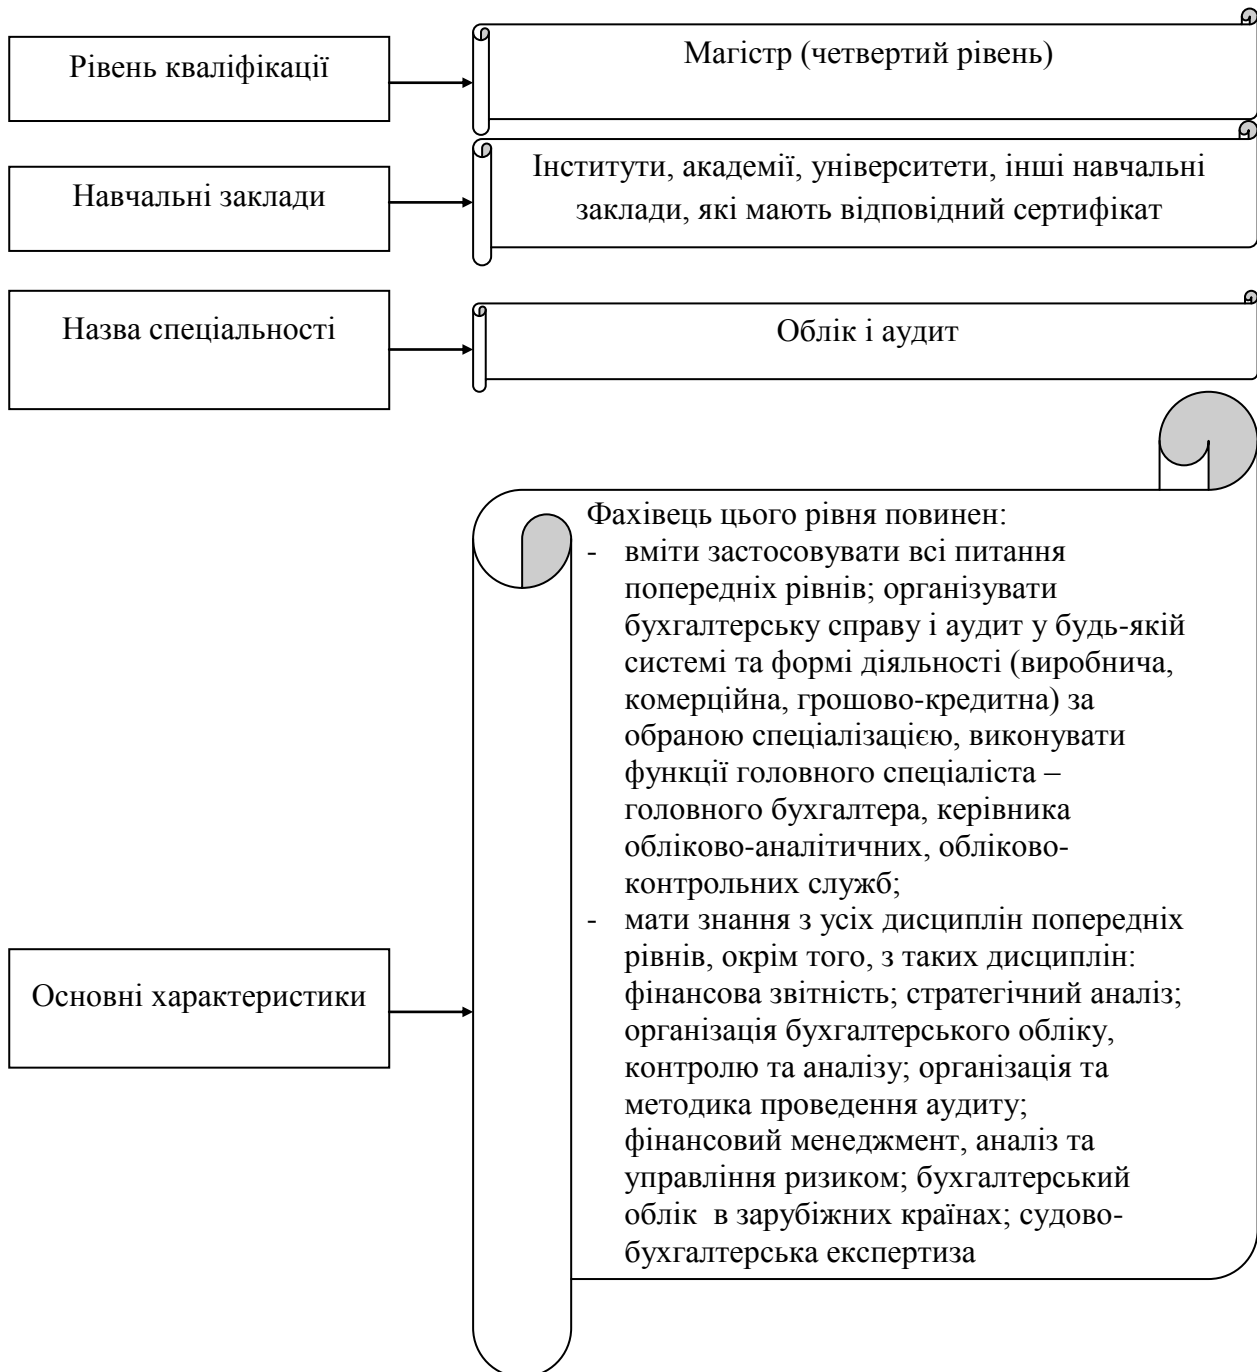 Рівень кваліфікації
Магістр (четвертий рівень)
Навчальні заклади
Інститути, академії, університети, інші навчальні
заклади, які мають відповідний сертифікат
Назва спеціальності
Облік і аудит
Основні характеристики
Фахівець цього рівня повинен:
- вміти застосовувати всі питання
попередніх рівнів; організувати
бухгалтерську справу і аудит у будь-якій
системі та формі діяльності (виробнича,
комерційна, грошово-кредитна) за
обраною спеціалізацією, виконувати
функції головного спеціаліста –
головного бухгалтера, керівника
обліково-аналітичних, обліково-
контрольних служб;
- мати знання з усіх дисциплін попередніх
рівнів, окрім того, з таких дисциплін:
фінансова звітність; стратегічний аналіз;
організація бухгалтерського обліку,
контролю та аналізу; організація та
методика проведення аудиту;
фінансовий менеджмент, аналіз та
управління ризиком; бухгалтерський
облік в зарубіжних країнах; судово-
бухгалтерська експертиза